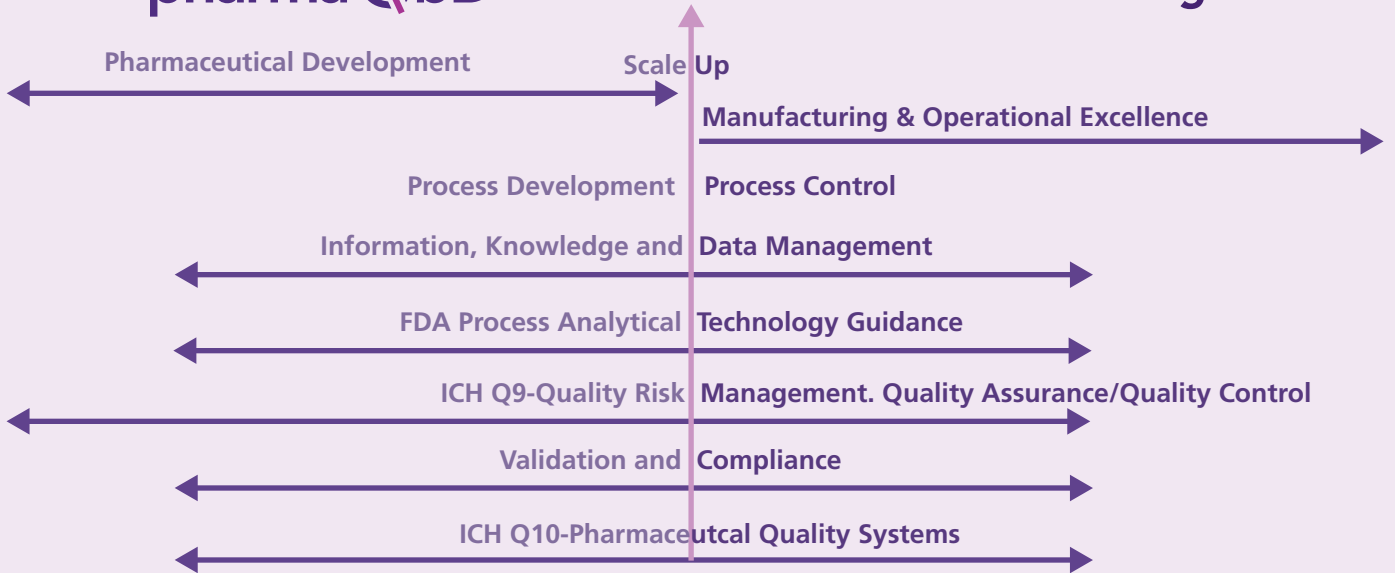 pharma QbD
Pharmaceutical Development
Scale Up
Manufacturing & Operational Excellence
Process Development Process Control
Information, Knowledge and Data Management
FDA Process Analytical Technology Guidance
ICH Q9-Quality Risk Management. Quality Assurance/Quality Control
Validation and Compliance
ICH Q10-Pharmaceutcal Quality Systems